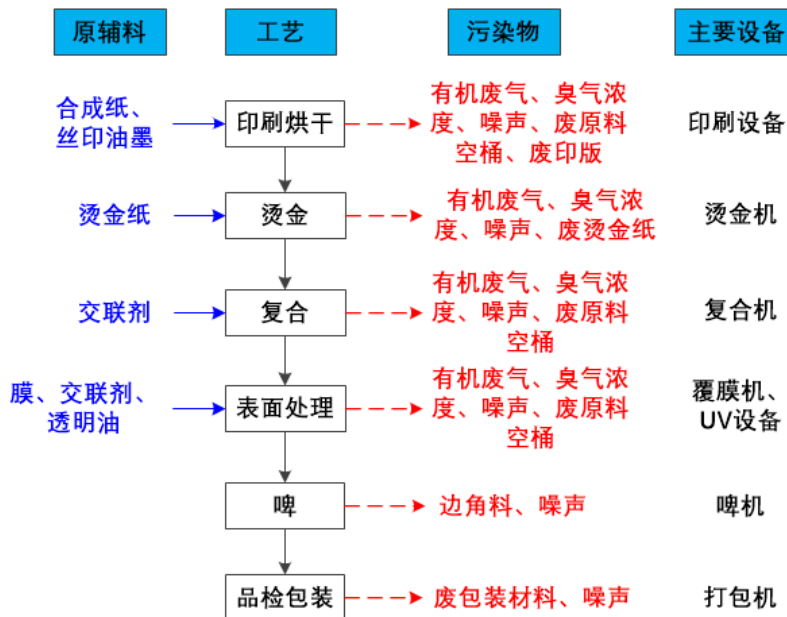 原辅料 工艺 污染物 主要设备
合成纸、
丝印油墨
印刷烘干
有机废气、臭气浓
度、噪声、废原料
空桶、废印版
印刷设备
烫金纸
烫金
有机废气、臭气浓
度、噪声、废烫金纸
烫金机
交联剂
复合
有机废气、臭气浓
度、噪声、废原料
空桶
复合机
膜、交联剂、
透明油
表面处理
有机废气、臭气浓
度、噪声、废原料
空桶
覆膜机、
UV设备
啤
边角料、噪声
啤机
品检包装
废包装材料、噪声
打包机